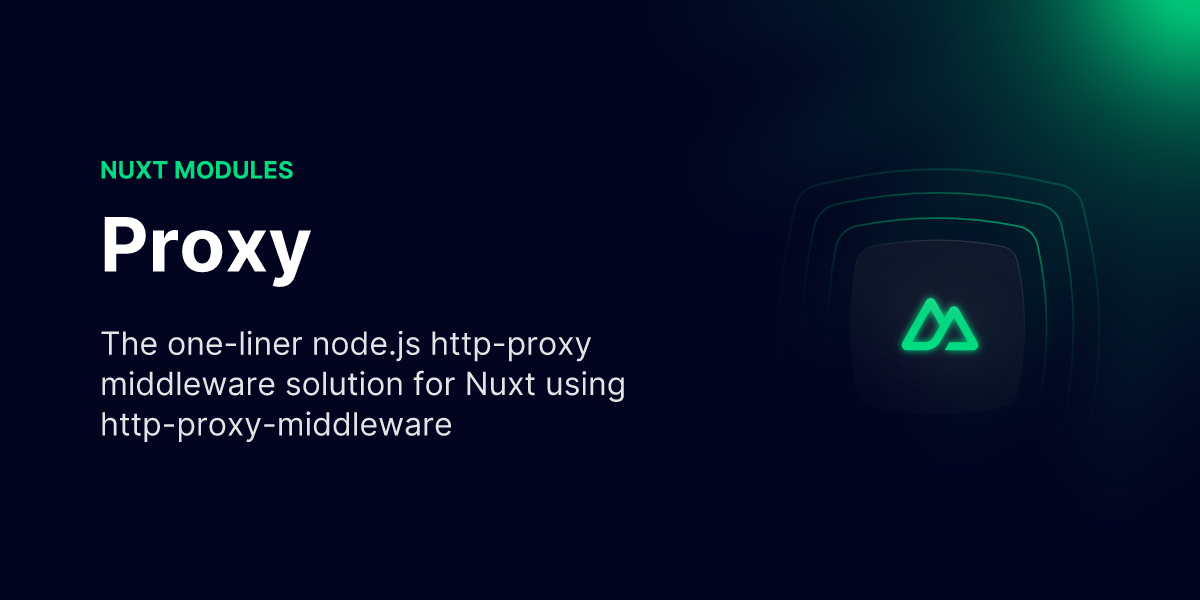 NUXT MODULES
Proxy
The one-liner node.js http-proxy
middleware solution for Nuxt using
http-proxy-middleware